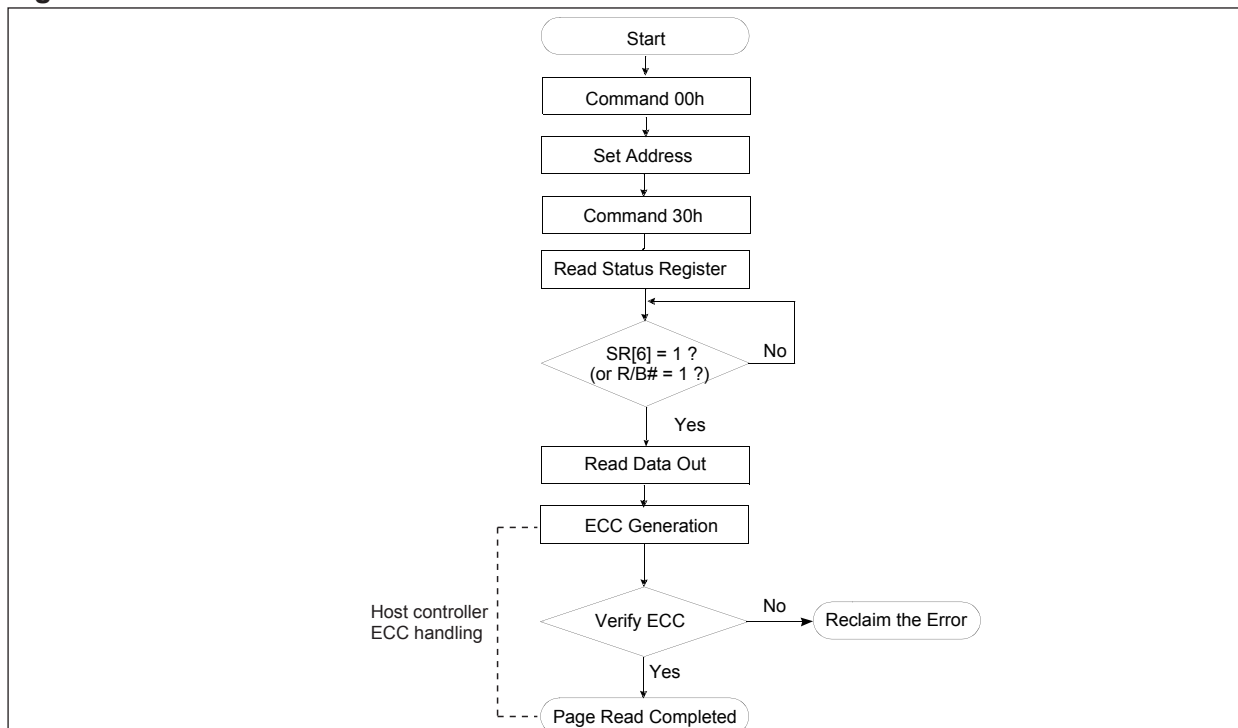 Start
Command 00h
Set Address
Command 30h
Read Status Register
SR[6] = 1 ?
(or R/B# = 1 ?)
No
Yes
Read Data Out
ECC Generation
Host controller
ECC handling
Verify ECC
No
Reclaim the Error
Yes
Page Read Completed